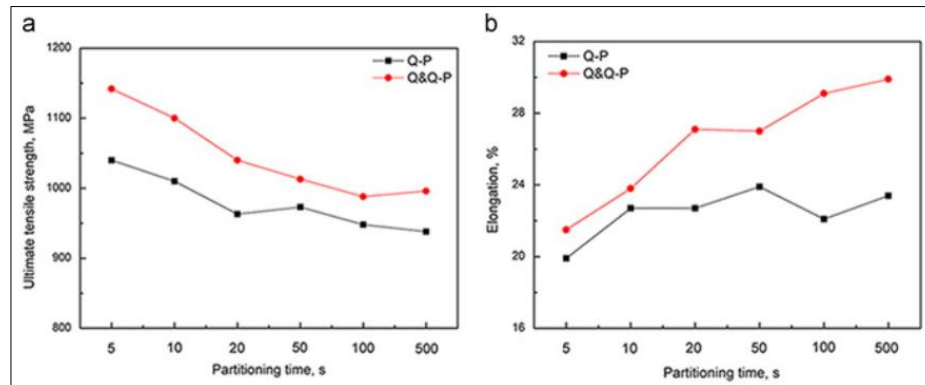 a
1200
1100
1000
900
800
Ultimate tensile strength, MPa
Q-P
Q&Q-P
5 10 20 50 100 500
Partitioning time, s
b
32
28
24
20
16
Elongation, %
Q-P
Q&Q-P
5 10 20 50 100 500
Partitioning time, s